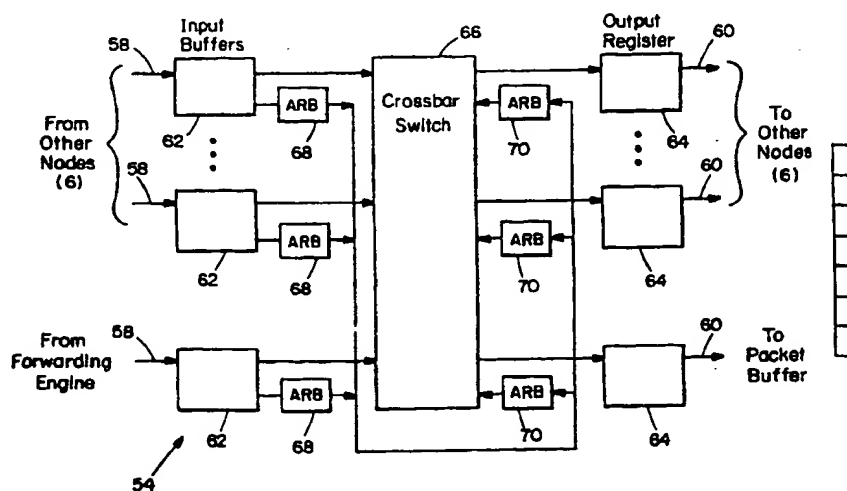 Input
Buffers
58
62
ARB
68
From
Other
Nodes
(6)
58
62
ARB
68
From
Forwarding
Engine
58
62
ARB
68
54
66
Crossbar
Switch
Output
Register
60
ARB
70
64
To
Other
Nodes
(6)
60
ARB
70
64
60
To
Packet
Buffer
ARB
70
64